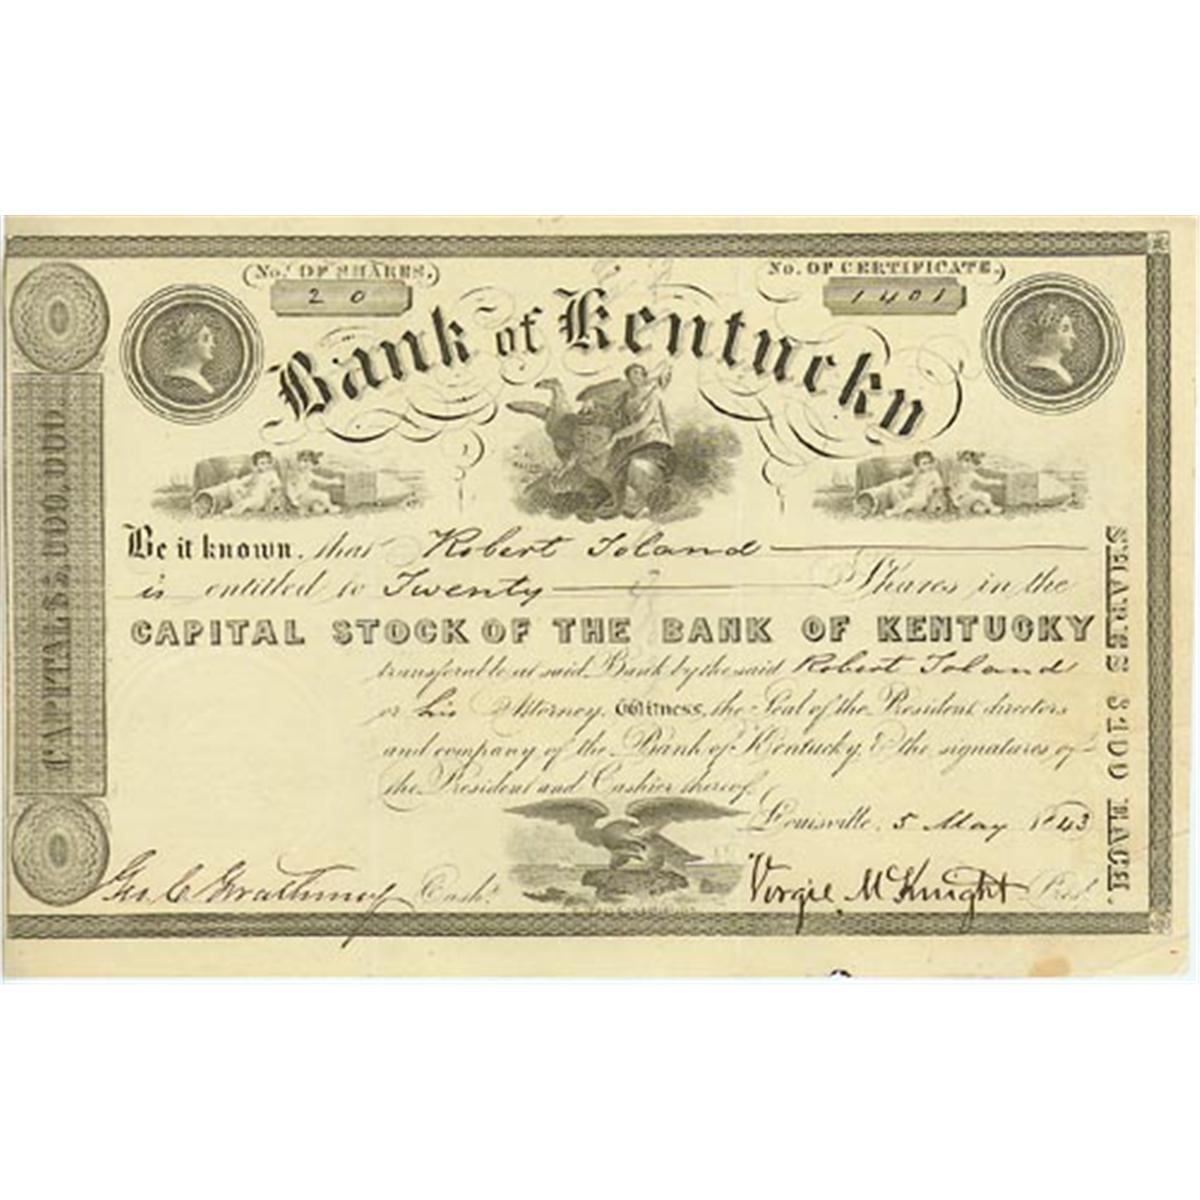 (No. OF SHARES.)
20
No. OF CERTIFICATE.)
1401
Bank of Kentucky
CAPITAL $5,000,000.
Be it known, that Robert Toland
is entitled to Twenty Shares in the
CAPITAL STOCK OF THE BANK OF KENTUCKY
transferable at said Bank by the said Robert Toland
or his Attorney. Witness, the Seal of the President, directors
and company of the Bank of Kentucky, & the signatures of
the President and Cashier thereof.
Louisville, 5 May 1843
Geo. C. Gwathmey Cashr.
Virgil McKnight Prest.
SHARES $100 EACH.